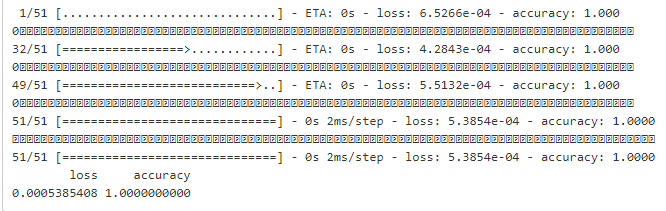 1/51 [..............................] - ETA: 0s - loss: 6.5266e-04 - accuracy: 1.000
0
32/51 [=================>............] - ETA: 0s - loss: 4.2843e-04 - accuracy: 1.000
0
49/51 [===========================>..] - ETA: 0s - loss: 5.5132e-04 - accuracy: 1.000
0
51/51 [==============================] - 0s 2ms/step - loss: 5.3854e-04 - accuracy: 1.0000
51/51 [==============================] - 0s 2ms/step - loss: 5.3854e-04 - accuracy: 1.0000
loss accuracy
0.0005385408 1.0000000000